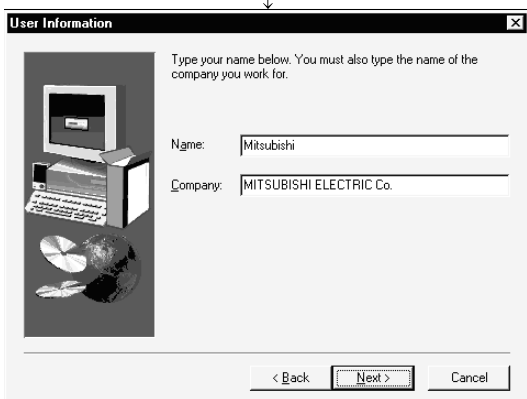 User Information
Type your name below. You must also type the name of the
company you work for.
Name: Mitsubishi
Company: MITSUBISHI ELECTRIC Co.
< Back Next > Cancel